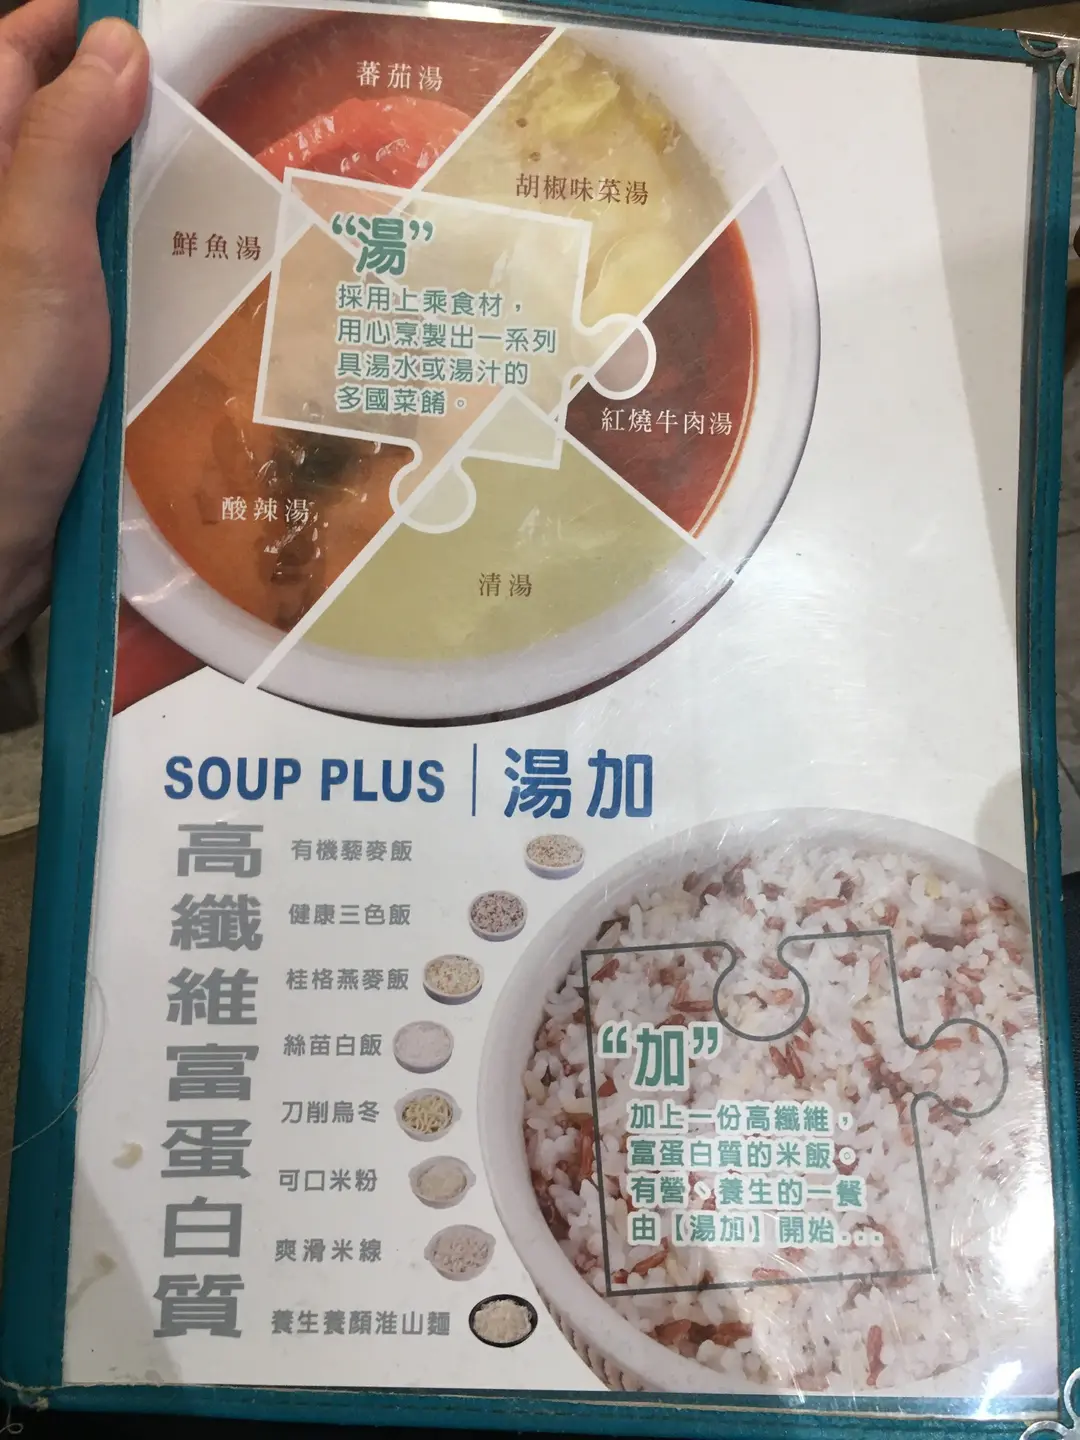 蕃茄湯
胡椒味菜湯
鮮魚湯
“湯”
採用上乘食材，
用心烹製出一系列
具湯水或湯汁的
多國菜餚。
紅燒牛肉湯
酸辣湯
清湯
SOUP PLUS | 湯加
高纖維富蛋白質
有機藜麥飯
健康三色飯
桂格燕麥飯
絲苗白飯
刀削烏冬
可口米粉
爽滑米線
養生養顏淮山麵
“加”
加上一份高纖維，
富蛋白質的米飯。
有營、養生的一餐
由【湯加】開始...